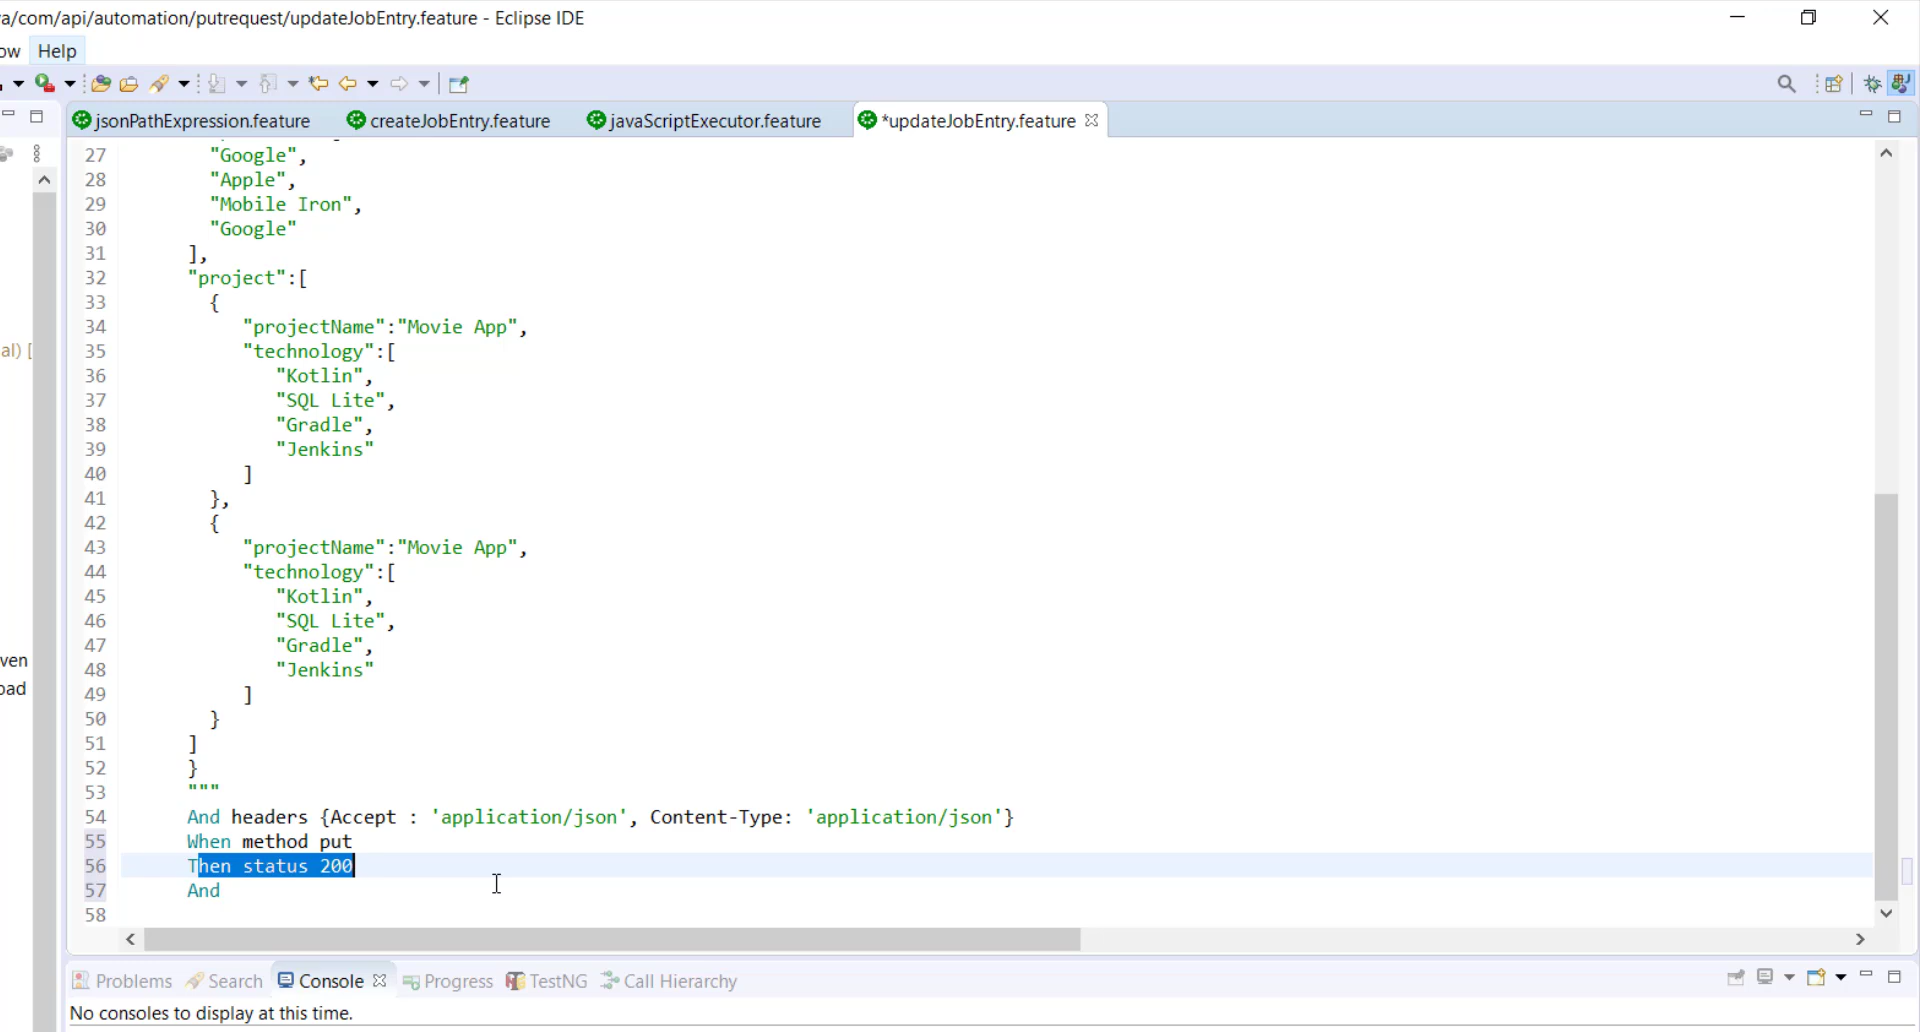 a/com/api/automation/putrequest/updateJobEntry.feature - Eclipse IDE
ow Help
jsonPathExpression.feature createJobEntry.feature javaScriptExecutor.feature *updateJobEntry.feature
27 "Google",
28 "Apple",
29 "Mobile Iron",
30 "Google"
31 ],
32 "project":[
33 {
34 "projectName":"Movie App",
35 "technology":[
36 "Kotlin",
37 "SQL Lite",
38 "Gradle",
39 "Jenkins"
40 ]
41 },
42 {
43 "projectName":"Movie App",
44 "technology":[
45 "Kotlin",
46 "SQL Lite",
47 "Gradle",
48 "Jenkins"
49 ]
50 }
51 ]
52 }
53 """
54 And headers {Accept : 'application/json', Content-Type: 'application/json'}
55 When method put
56 Then status 200
57 And
58
al) [
ven
oad
Problems Search Console Progress TestNG Call Hierarchy
No consoles to display at this time.